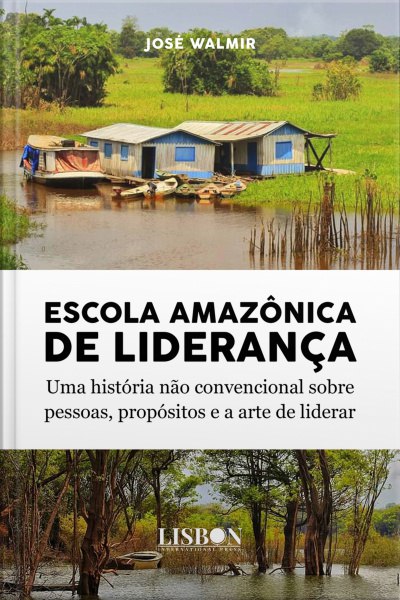 JOSÉ WALMIR
ESCOLA AMAZÔNICA
DE LIDERANÇA
Uma história não convencional sobre
pessoas, propósitos e a arte de liderar
LISBON
INTERNATIONAL PRESS